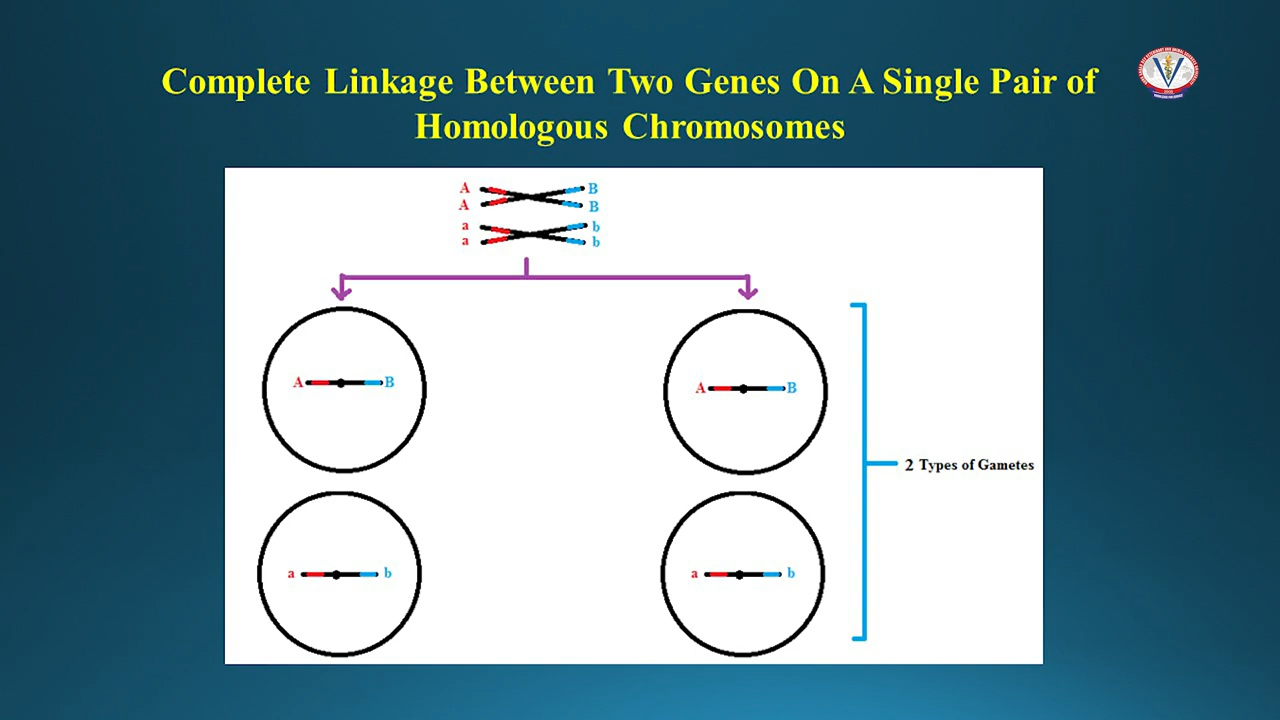 Complete Linkage Between Two Genes On A Single Pair of
Homologous Chromosomes
A B
A B
a b
a b
A B
A B
2 Types of Gametes
a b
a b